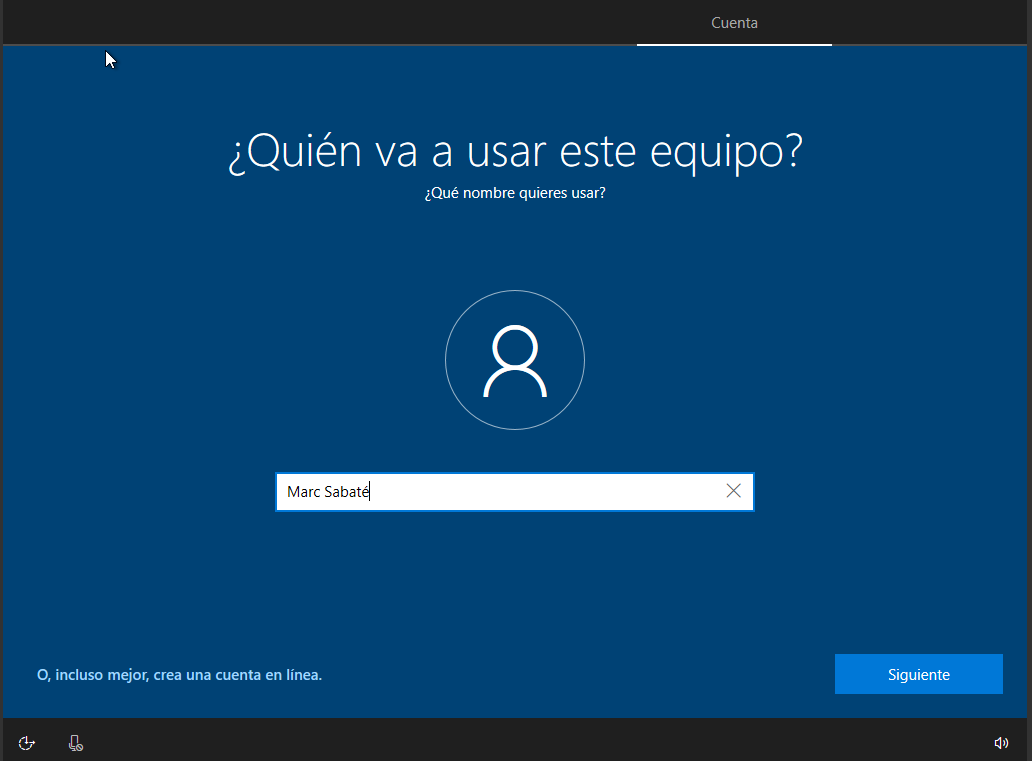 Cuenta
¿Quién va a usar este equipo?
¿Qué nombre quieres usar?
Marc Sabaté
O, incluso mejor, crea una cuenta en línea.
Siguiente